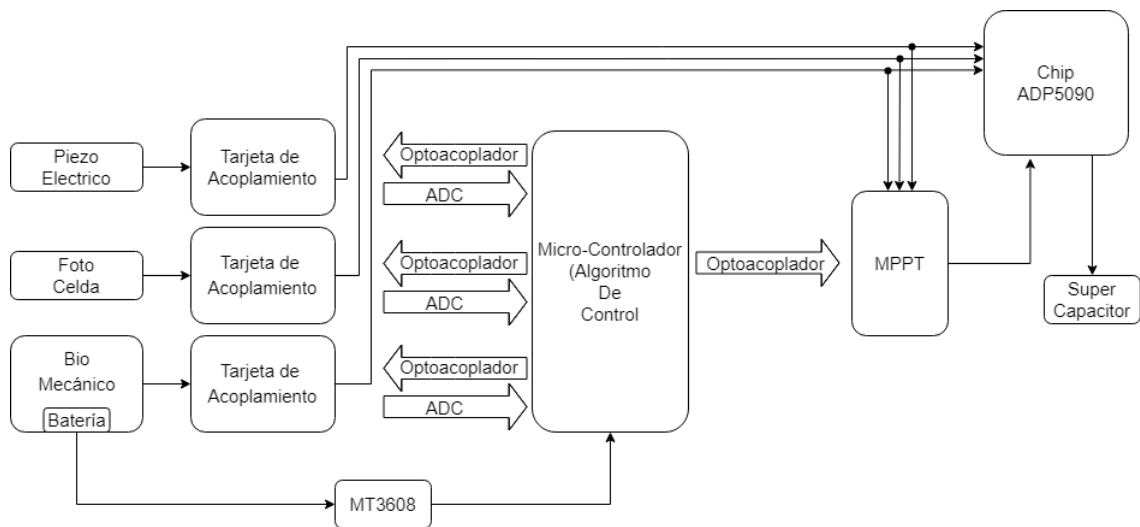 Chip
ADP5090
Piezo
Electrico
Tarjeta de
Acoplamiento
Optoacoplador
ADC
Foto
Celda
Tarjeta de
Acoplamiento
Optoacoplador
ADC
Micro-Controlador
(Algoritmo
De
Control
Optoacoplador
MPPT
Super
Capacitor
Bio
Mecánico
Batería
Tarjeta de
Acoplamiento
Optoacoplador
ADC
MT3608